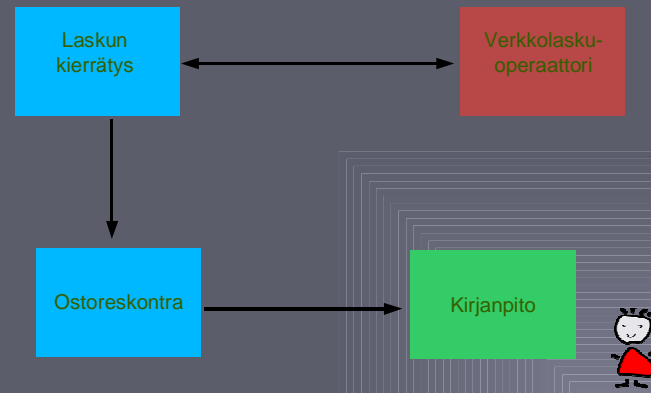 Laskun
kierrätys
Verkkolasku-
operaattori
Ostoreskontra
Kirjanpito